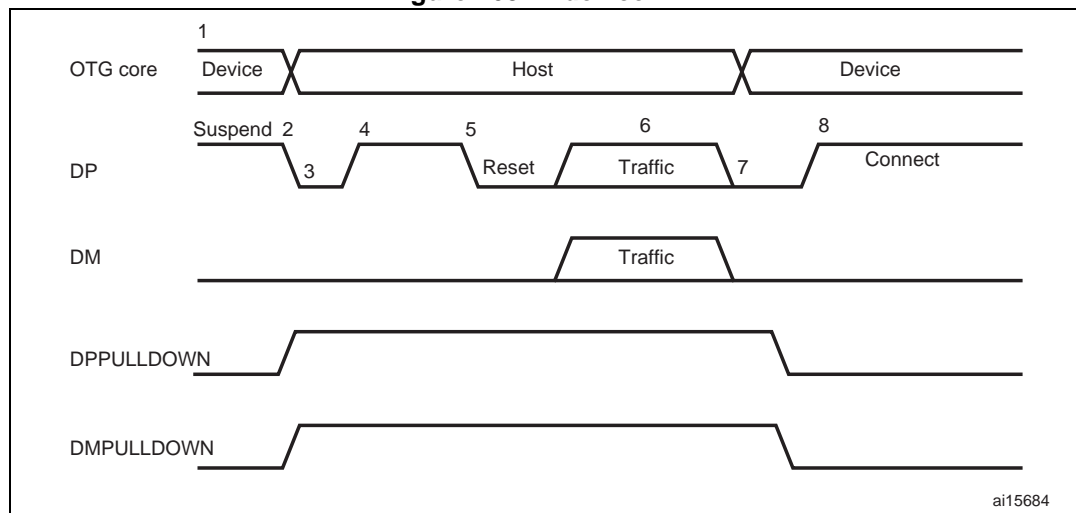 1
OTG core Device Host Device
Suspend 2 4 5 6 8
DP 3 Reset Traffic 7 Connect
DM Traffic
DPPULLDOWN
DMPULLDOWN
ai15684